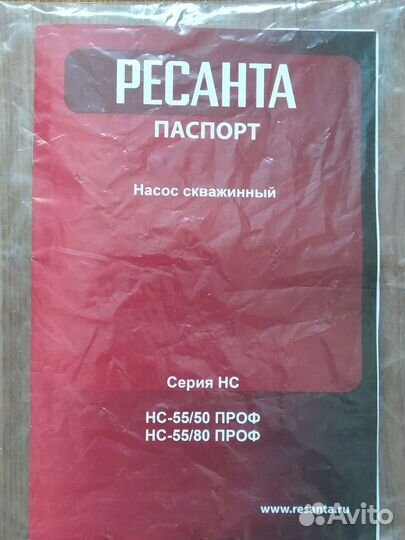 РЕСАНТА
ПАСПОРТ
Насос скважинный
Серия НС
НС-55/50 ПРОФ
НС-55/80 ПРОФ
www.resanta.ru
Avito